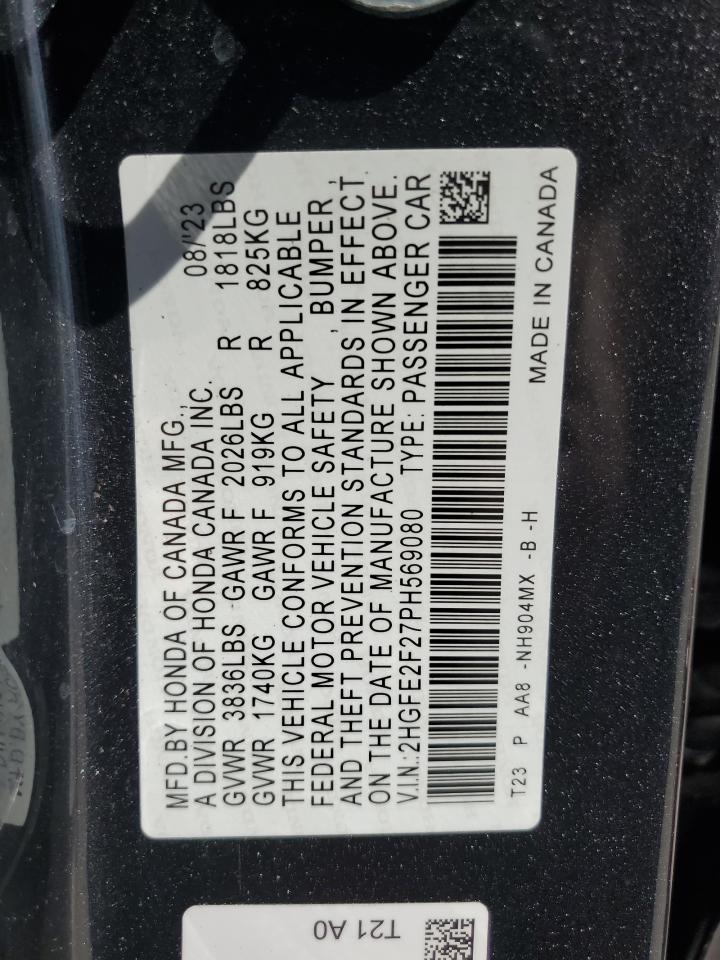 MFD.BY HONDA OF CANADA MFG., 08/'23
A DIVISION OF HONDA CANADA INC.
GVWR 3836LBS GAWR F 2026LBS R 1818LBS
GVWR 1740KG GAWR F 919KG R 825KG
THIS VEHICLE CONFORMS TO ALL APPLICABLE
FEDERAL MOTOR VEHICLE SAFETY , BUMPER ,
AND THEFT PREVENTION STANDARDS IN EFFECT
ON THE DATE OF MANUFACTURE SHOWN ABOVE.
V.I.N.:2HGFE2F27PH569080 TYPE: PASSENGER CAR
T23 P AA8 -NH904MX -B -H
MADE IN CANADA
T21 A0